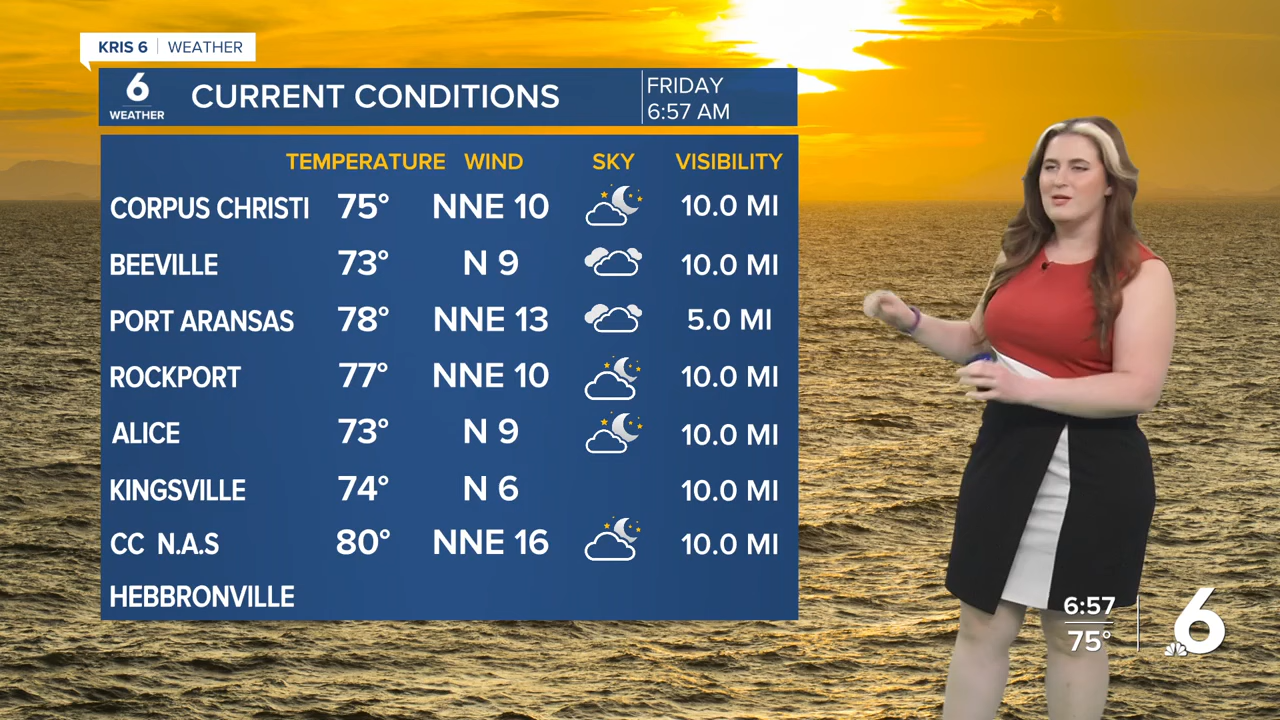 KRIS 6 | WEATHER
6
WEATHER
CURRENT CONDITIONS
FRIDAY
6:57 AM
TEMPERATURE WIND SKY VISIBILITY
CORPUS CHRISTI 75° NNE 10 10.0 MI
BEEVILLE 73° N 9 10.0 MI
PORT ARANSAS 78° NNE 13 5.0 MI
ROCKPORT 77° NNE 10 10.0 MI
ALICE 73° N 9 10.0 MI
KINGSVILLE 74° N 6 10.0 MI
CC N.A.S 80° NNE 16 10.0 MI
HEBBRONVILLE
6:57
75°
6